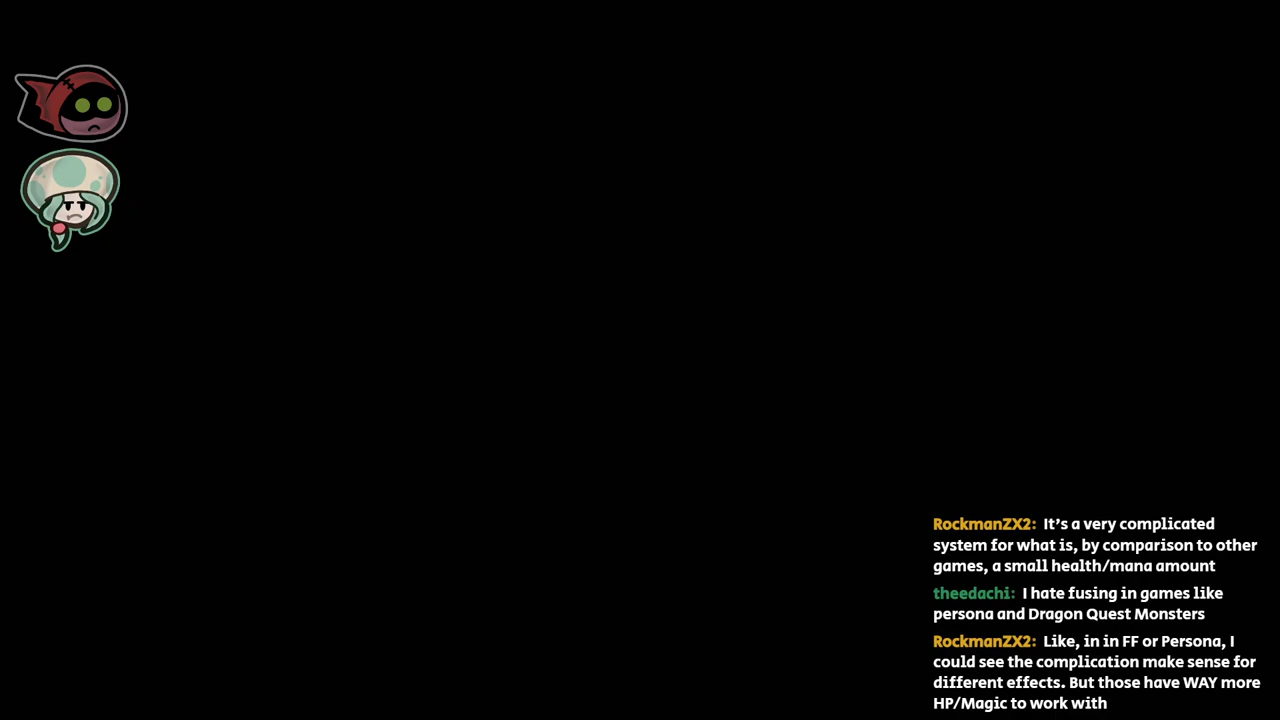 RockmanZX2: It's a very complicated
system for what is, by comparison to other
games, a small health/mana amount
theedachi: I hate fusing in games like
persona and Dragon Quest Monsters
RockmanZX2: Like, in in FF or Persona, I
could see the complication make sense for
different effects. But those have WAY more
HP/Magic to work with